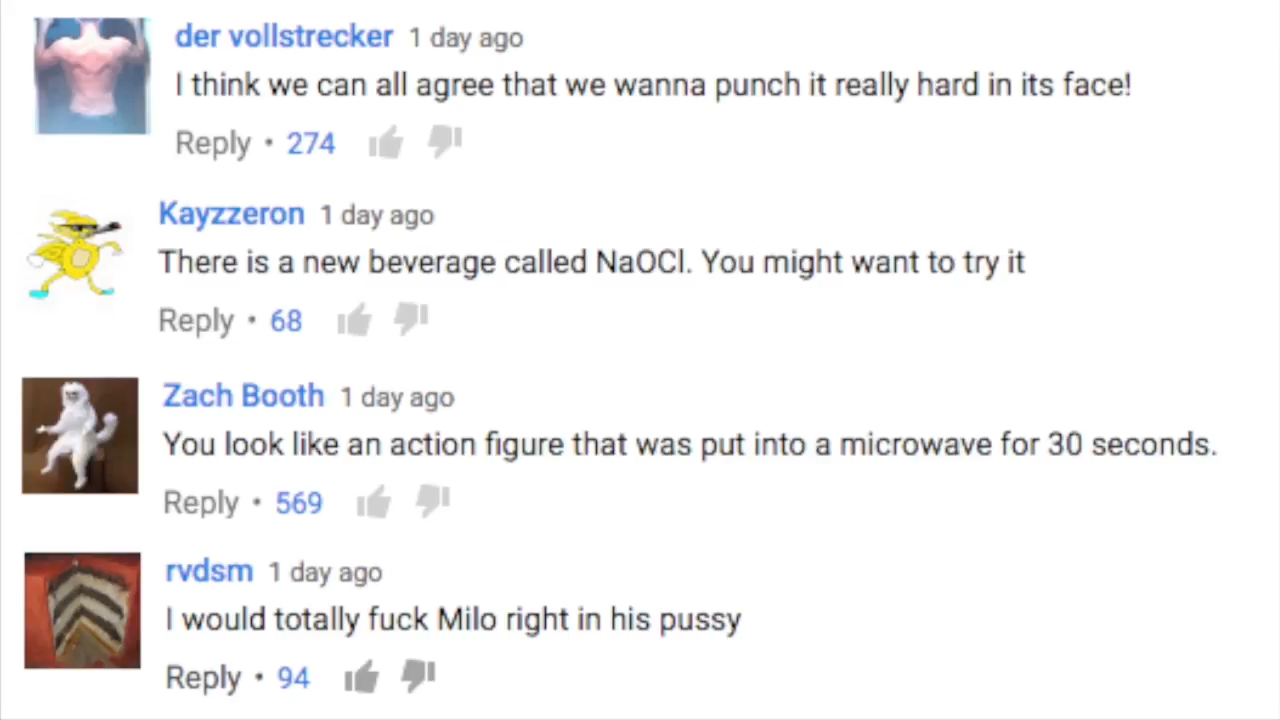 der vollstrecker 1 day ago
I think we can all agree that we wanna punch it really hard in its face!
Reply • 274
Kayzzeron 1 day ago
There is a new beverage called NaOCl. You might want to try it
Reply • 68
Zach Booth 1 day ago
You look like an action figure that was put into a microwave for 30 seconds.
Reply • 569
rvdsm 1 day ago
I would totally fuck Milo right in his pussy
Reply • 94